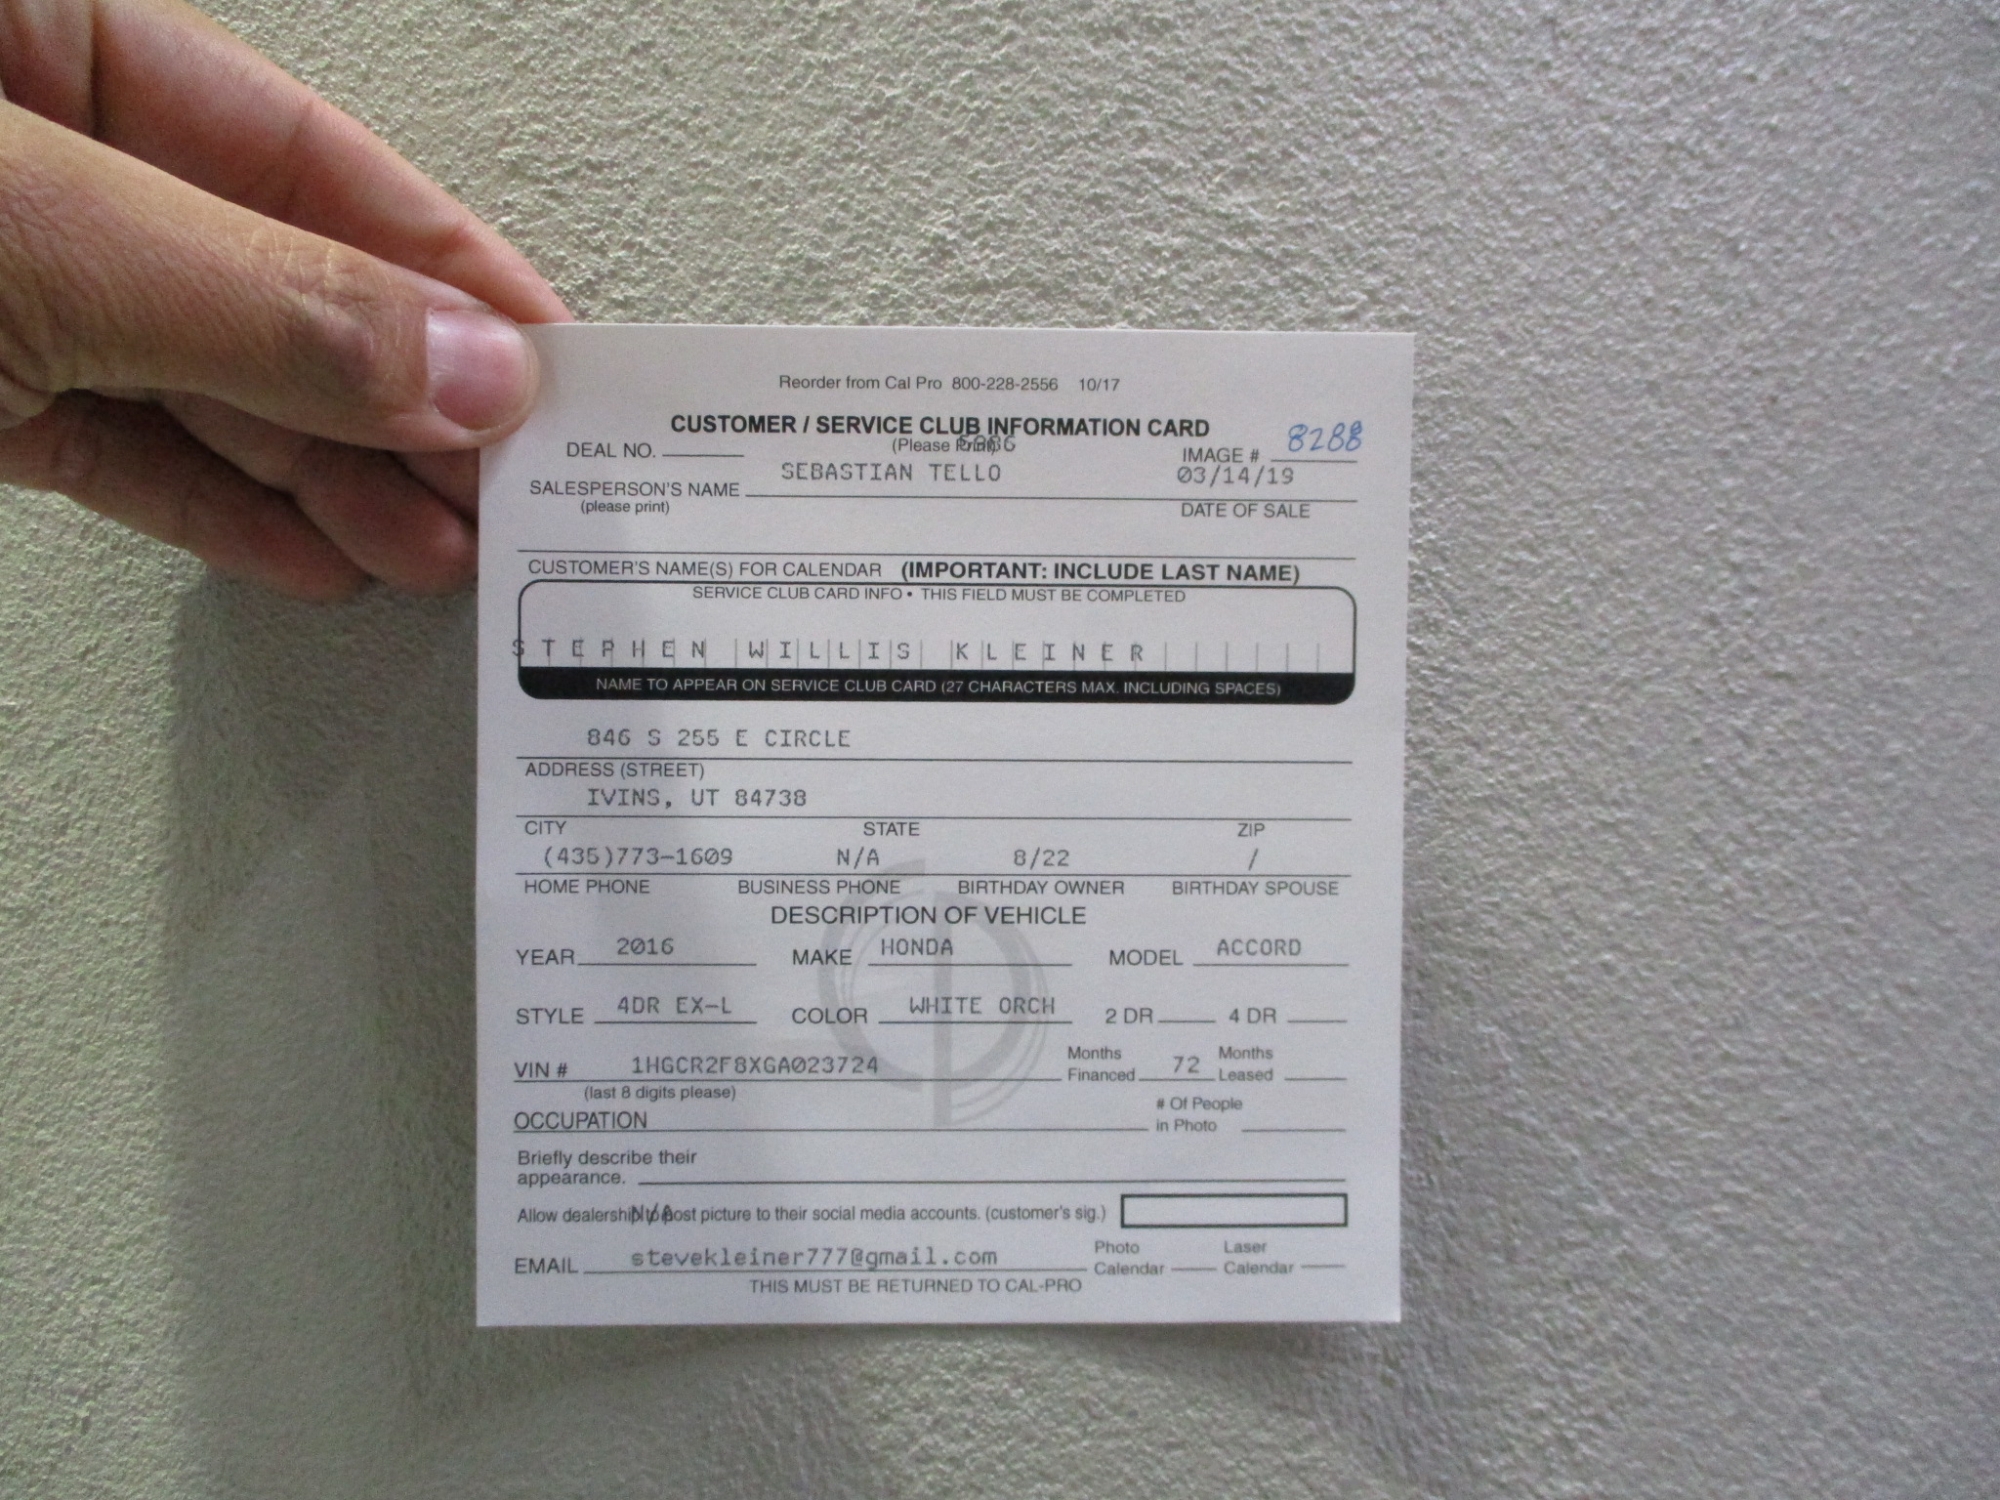 Reorder from Cal Pro 800-228-2556 10/17
CUSTOMER / SERVICE CLUB INFORMATION CARD
(Please Print)
DEAL NO. IMAGE # 8288
SEBASTIAN TELLO 03/14/19
SALESPERSON'S NAME
(please print) DATE OF SALE
CUSTOMER'S NAME(S) FOR CALENDAR (IMPORTANT: INCLUDE LAST NAME)
SERVICE CLUB CARD INFO • THIS FIELD MUST BE COMPLETED
STEPHEN WILLIS KLEINER
NAME TO APPEAR ON SERVICE CLUB CARD (27 CHARACTERS MAX. INCLUDING SPACES)
846 S 255 E CIRCLE
ADDRESS (STREET)
IVINS, UT 84738
CITY STATE ZIP
(435)773-1609 N/A 8/22 /
HOME PHONE BUSINESS PHONE BIRTHDAY OWNER BIRTHDAY SPOUSE
DESCRIPTION OF VEHICLE
YEAR 2016 MAKE HONDA MODEL ACCORD
STYLE 4DR EX-L COLOR WHITE ORCH 2 DR 4 DR
VIN # 1HGCR2F8XGA023724 Months Financed 72 Months Leased
(last 8 digits please)
OCCUPATION # Of People in Photo
Briefly describe their
appearance.
N/A
Allow dealership to post picture to their social media accounts. (customer's sig.)
EMAIL stevekleiner777@gmail.com Photo Calendar Laser Calendar
THIS MUST BE RETURNED TO CAL-PRO